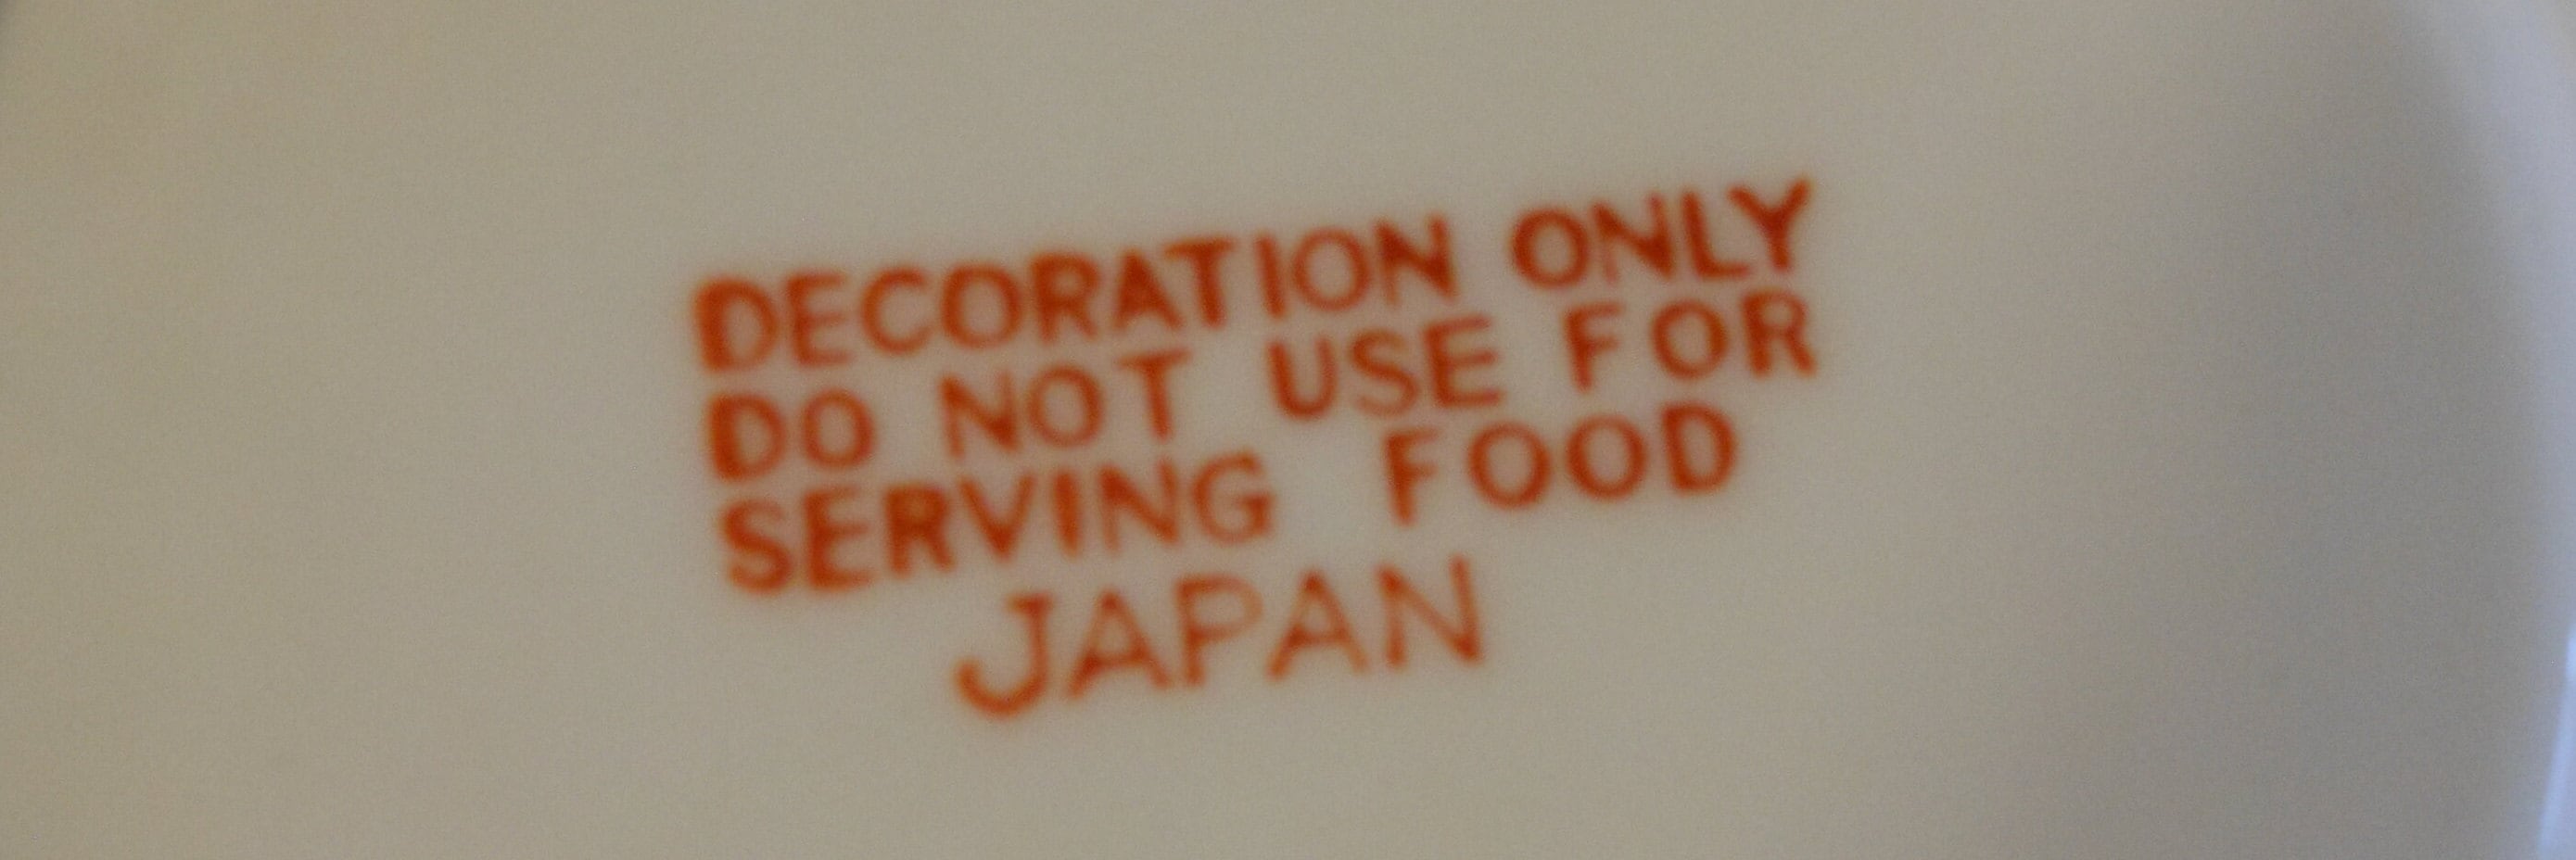 DECORATION ONLY
DO NOT USE FOR
SERVING FOOD
JAPAN